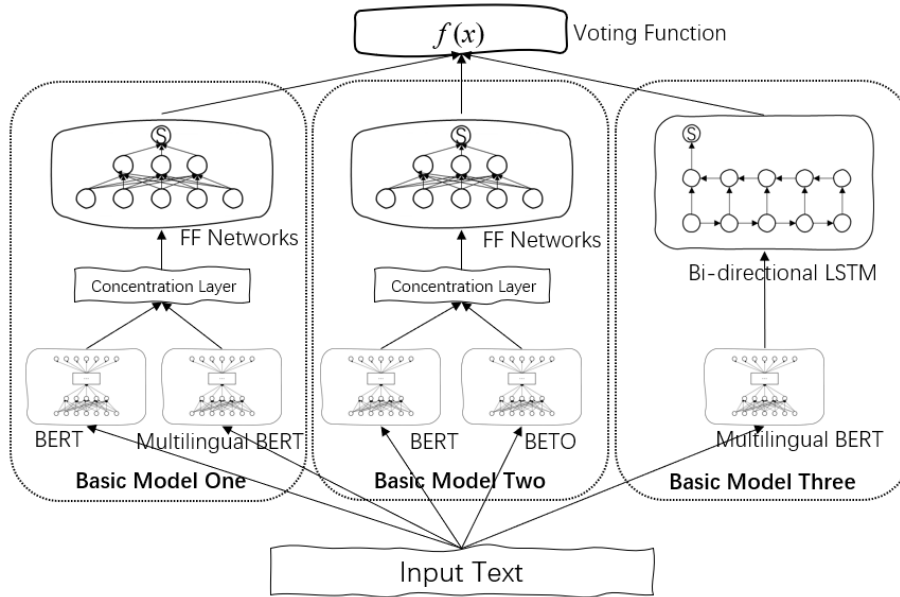 f(x)
Voting Function
S
FF Networks
Concentration Layer
BERT
Multilingual BERT
Basic Model One
S
FF Networks
Concentration Layer
BERT
BETO
Basic Model Two
S
Bi-directional LSTM
Multilingual BERT
Basic Model Three
Input Text